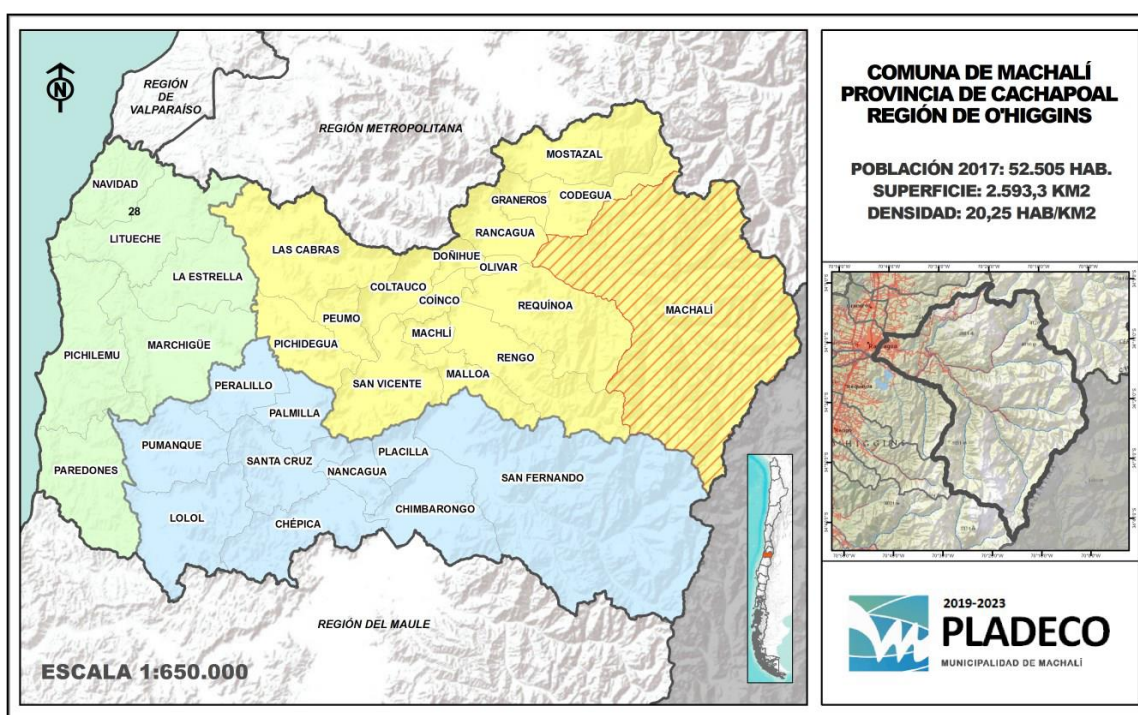 REGIÓN
DE
VALPARAÍSO
REGIÓN METROPOLITANA
MOSTAZAL
NAVIDAD
GRANEROS
CODEGUA
28
RANCAGUA
LITUECHE
LAS CABRAS
DOÑIHUE
OLIVAR
LA ESTRELLA
COLTAUCO
COÍNCO
REQUÍNOA
MACHALÍ
PEUMO
MACHLÍ
PICHILEMU
MARCHIGÜE
PICHIDEGUA
RENGO
MALLOA
SAN VICENTE
PERALILLO
PALMILLA
PUMANQUE
PLACILLA
PAREDONES
SANTA CRUZ
NANCAGUA
SAN FERNANDO
LOLOL
CHÉPICA
CHIMBARONGO
REGIÓN DEL MAULE
ESCALA 1:650.000
N
COMUNA DE MACHALÍ
PROVINCIA DE CACHAPOAL
REGIÓN DE O'HIGGINS
POBLACIÓN 2017: 52.505 HAB.
SUPERFICIE: 2.593,3 KM2
DENSIDAD: 20,25 HAB/KM2
2019-2023
PLADECO
MUNICIPALIDAD DE MACHALÍ